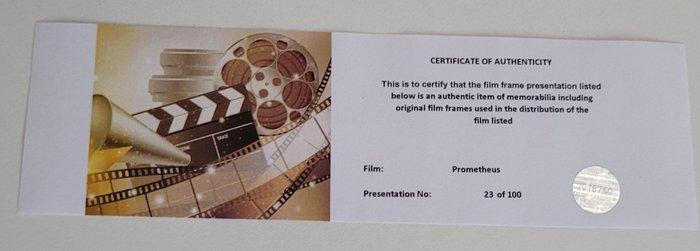 CERTIFICATE OF AUTHENTICITY
This is to certify that the film frame presentation listed
below is an authentic item of memorabilia including
original film frames used in the distribution of the
film listed
Film: Prometheus
Presentation No: 23 of 100
TAKE